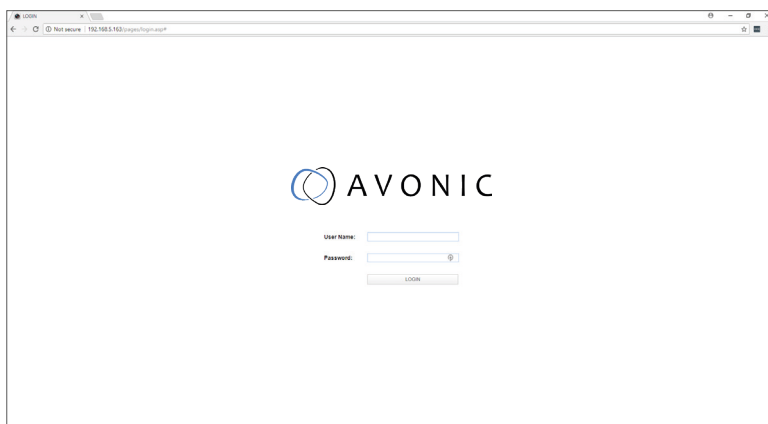 LOGIN
Not secure | 192.168.5.163/pages/login.asp#
AVONIC
User Name:
Password:
LOGIN